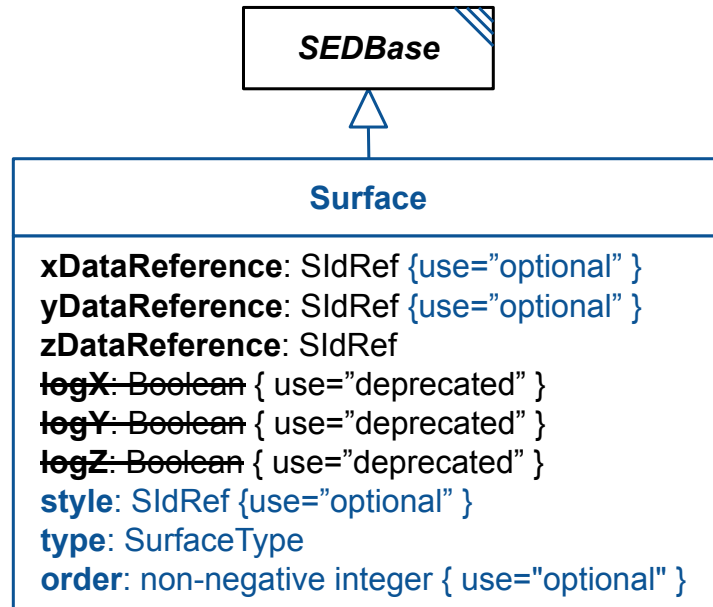 SEDBase
Surface
xDataReference: SIdRef {use=”optional” }
yDataReference: SIdRef {use=”optional” }
zDataReference: SIdRef
logX: Boolean { use=”deprecated” }
logY: Boolean { use=”deprecated” }
logZ: Boolean { use=”deprecated” }
style: SIdRef {use=”optional” }
type: SurfaceType
order: non-negative integer { use="optional" }